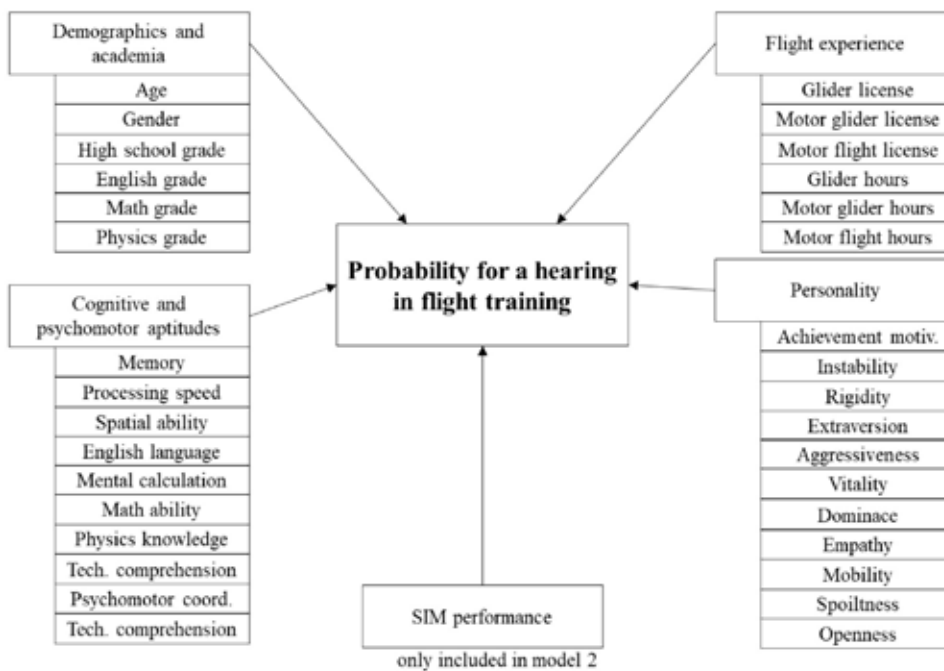 Demographics and
academia
Age
Gender
High school grade
English grade
Math grade
Physics grade
Flight experience
Glider license
Motor glider license
Motor flight license
Glider hours
Motor glider hours
Motor flight hours
Probability for a hearing
in flight training
Cognitive and
psychomotor aptitudes
Memory
Processing speed
Spatial ability
English language
Mental calculation
Math ability
Physics knowledge
Tech. comprehension
Psychomotor coord.
Tech. comprehension
Personality
Achievement motiv.
Instability
Rigidity
Extraversion
Aggressiveness
Vitality
Dominace
Empathy
Mobility
Spoiltness
Openness
SIM performance
only included in model 2